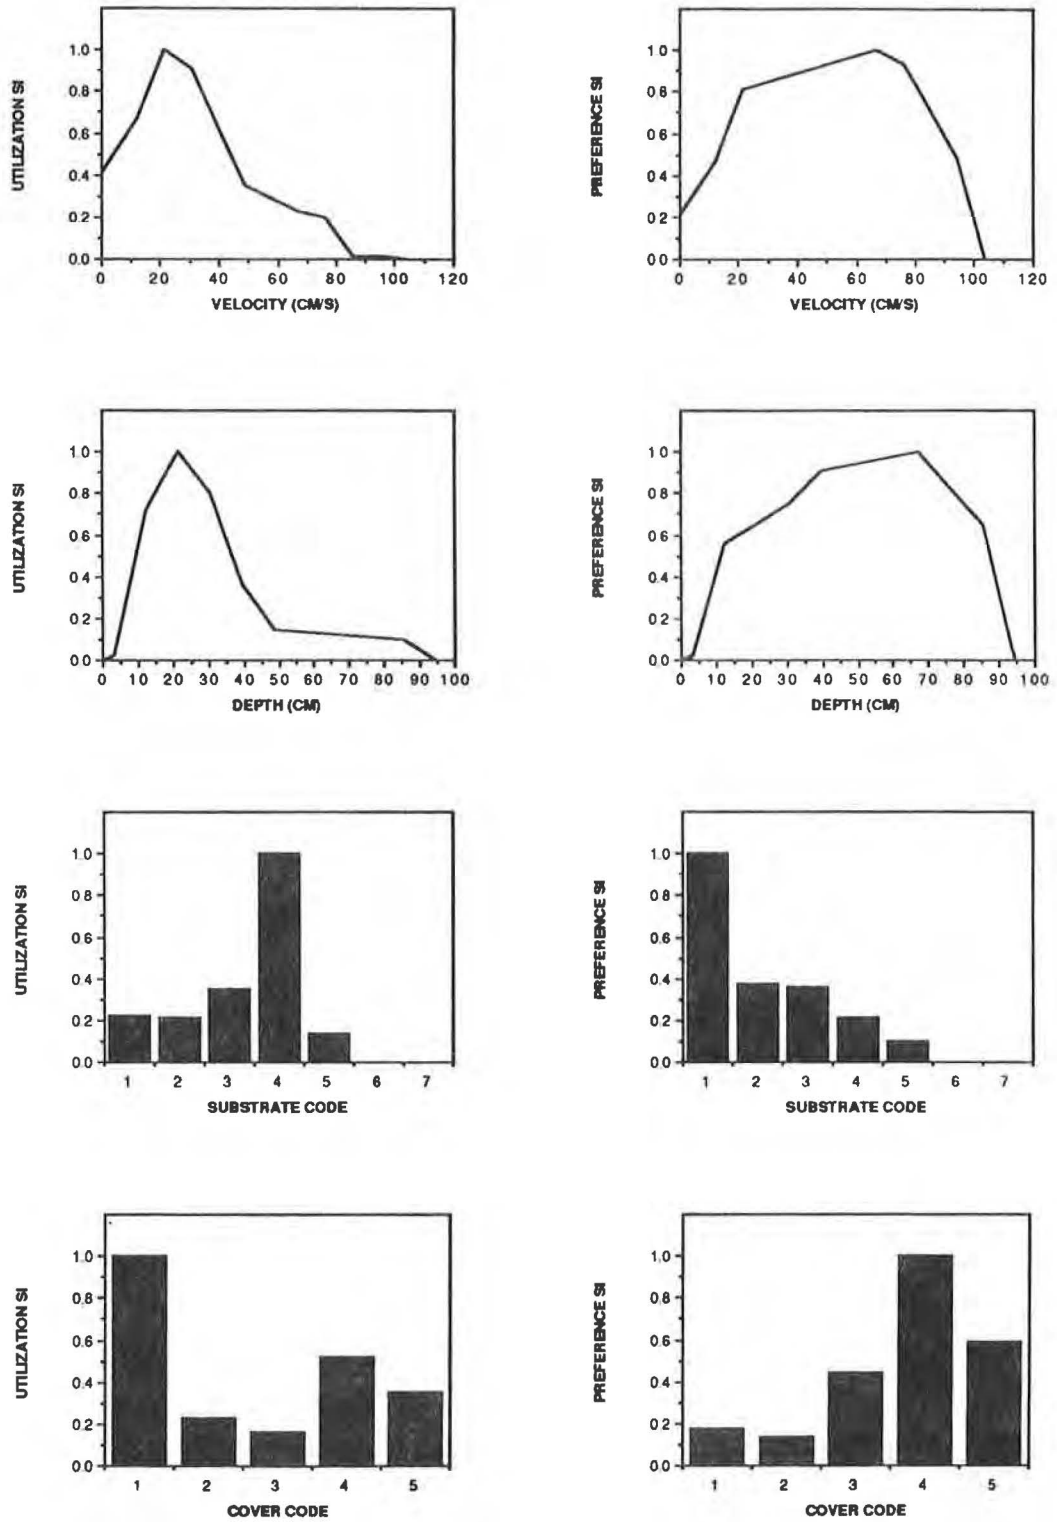 UTILIZATION SI
1.0
0.8
0.6
0.4
0.2
0.0
0 20 40 60 80 100 120
VELOCITY (CM/S)
PREFERENCE SI
1.0
0.8
0.6
0.4
0.2
0.0
0 20 40 60 80 100 120
VELOCITY (CM/S)
UTILIZATION SI
1.0
0.8
0.6
0.4
0.2
0.0
0 10 20 30 40 50 60 70 80 90 100
DEPTH (CM)
PREFERENCE SI
1.0
0.8
0.6
0.4
0.2
0.0
0 10 20 30 40 50 60 70 80 90 100
DEPTH (CM)
UTILIZATION SI
1.0
0.8
0.6
0.4
0.2
0.0
1 2 3 4 5 6 7
SUBSTRATE CODE
PREFERENCE SI
1.0
0.8
0.6
0.4
0.2
0.0
1 2 3 4 5 6 7
SUBSTRATE CODE
UTILIZATION SI
1.0
0.8
0.6
0.4
0.2
0.0
1 2 3 4 5
COVER CODE
PREFERENCE SI
1.0
0.8
0.6
0.4
0.2
0.0
1 2 3 4 5
COVER CODE